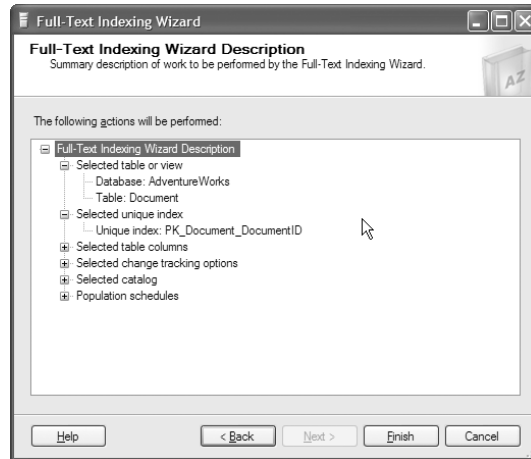 Full-Text Indexing Wizard
Full-Text Indexing Wizard Description
Summary description of work to be performed by the Full-Text Indexing Wizard.
AZ
The following actions will be performed:
Full-Text Indexing Wizard Description
Selected table or view
Database: AdventureWorks
Table: Document
Selected unique index
Unique index: PK_Document_DocumentID
Selected table columns
Selected change tracking options
Selected catalog
Population schedules
Help
< Back
Next >
Finish
Cancel